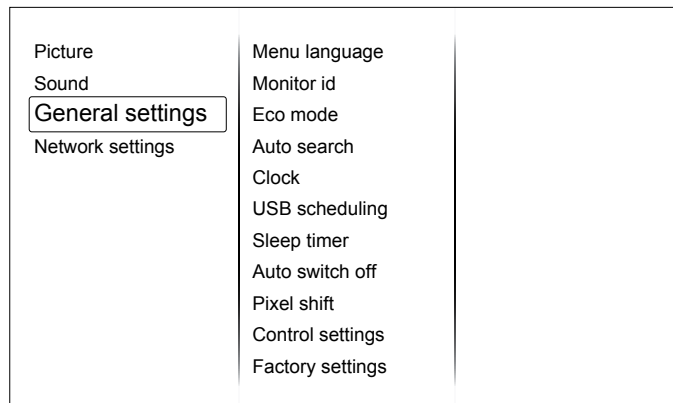 Picture
Sound
General settings
Network settings
Menu language
Monitor id
Eco mode
Auto search
Clock
USB scheduling
Sleep timer
Auto switch off
Pixel shift
Control settings
Factory settings